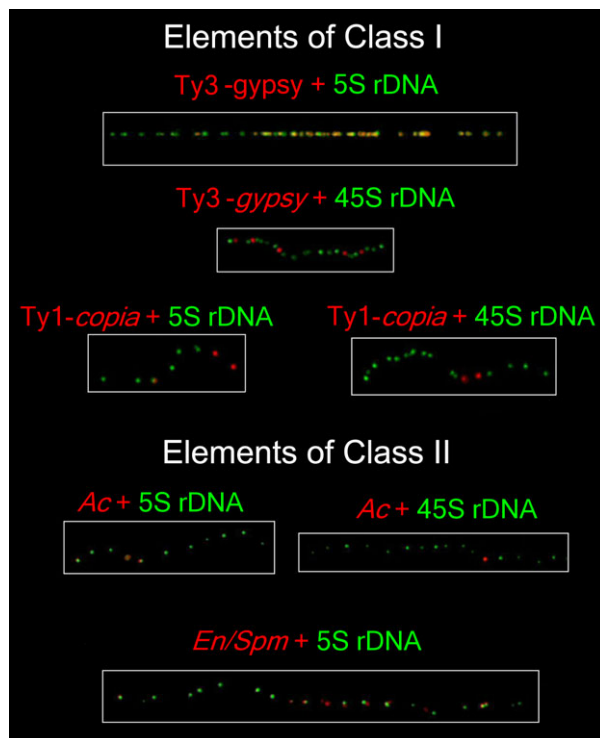 Elements of Class I
Ty3 -gypsy + 5S rDNA
Ty3 -gypsy + 45S rDNA
Ty1-copia + 5S rDNA
Ty1-copia + 45S rDNA
Elements of Class II
Ac + 5S rDNA
Ac + 45S rDNA
En/Spm + 5S rDNA